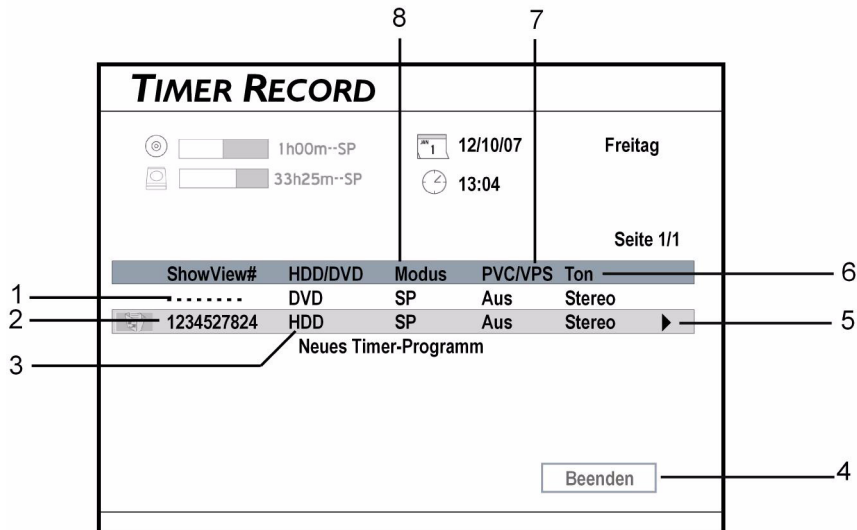 8 7
TIMER RECORD
1h00m--SP JAN 1 12/10/07 Freitag
33h25m--SP 13:04
Seite 1/1
ShowView# HDD/DVD Modus PVC/VPS Ton 6
1 -------- DVD SP Aus Stereo
2 1234527824 HDD SP Aus Stereo 5
3 Neues Timer-Programm
Beenden 4